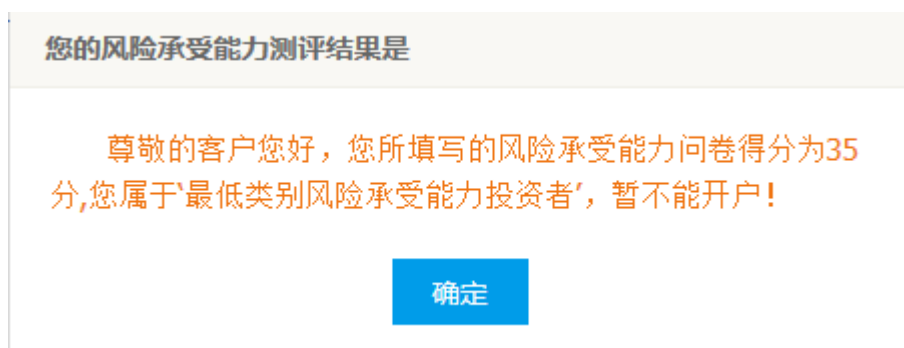 您的风险承受能力测评结果是
尊敬的客户您好，您所填写的风险承受能力问卷得分为35
分,您属于‘最低类别风险承受能力投资者’，暂不能开户！
确定